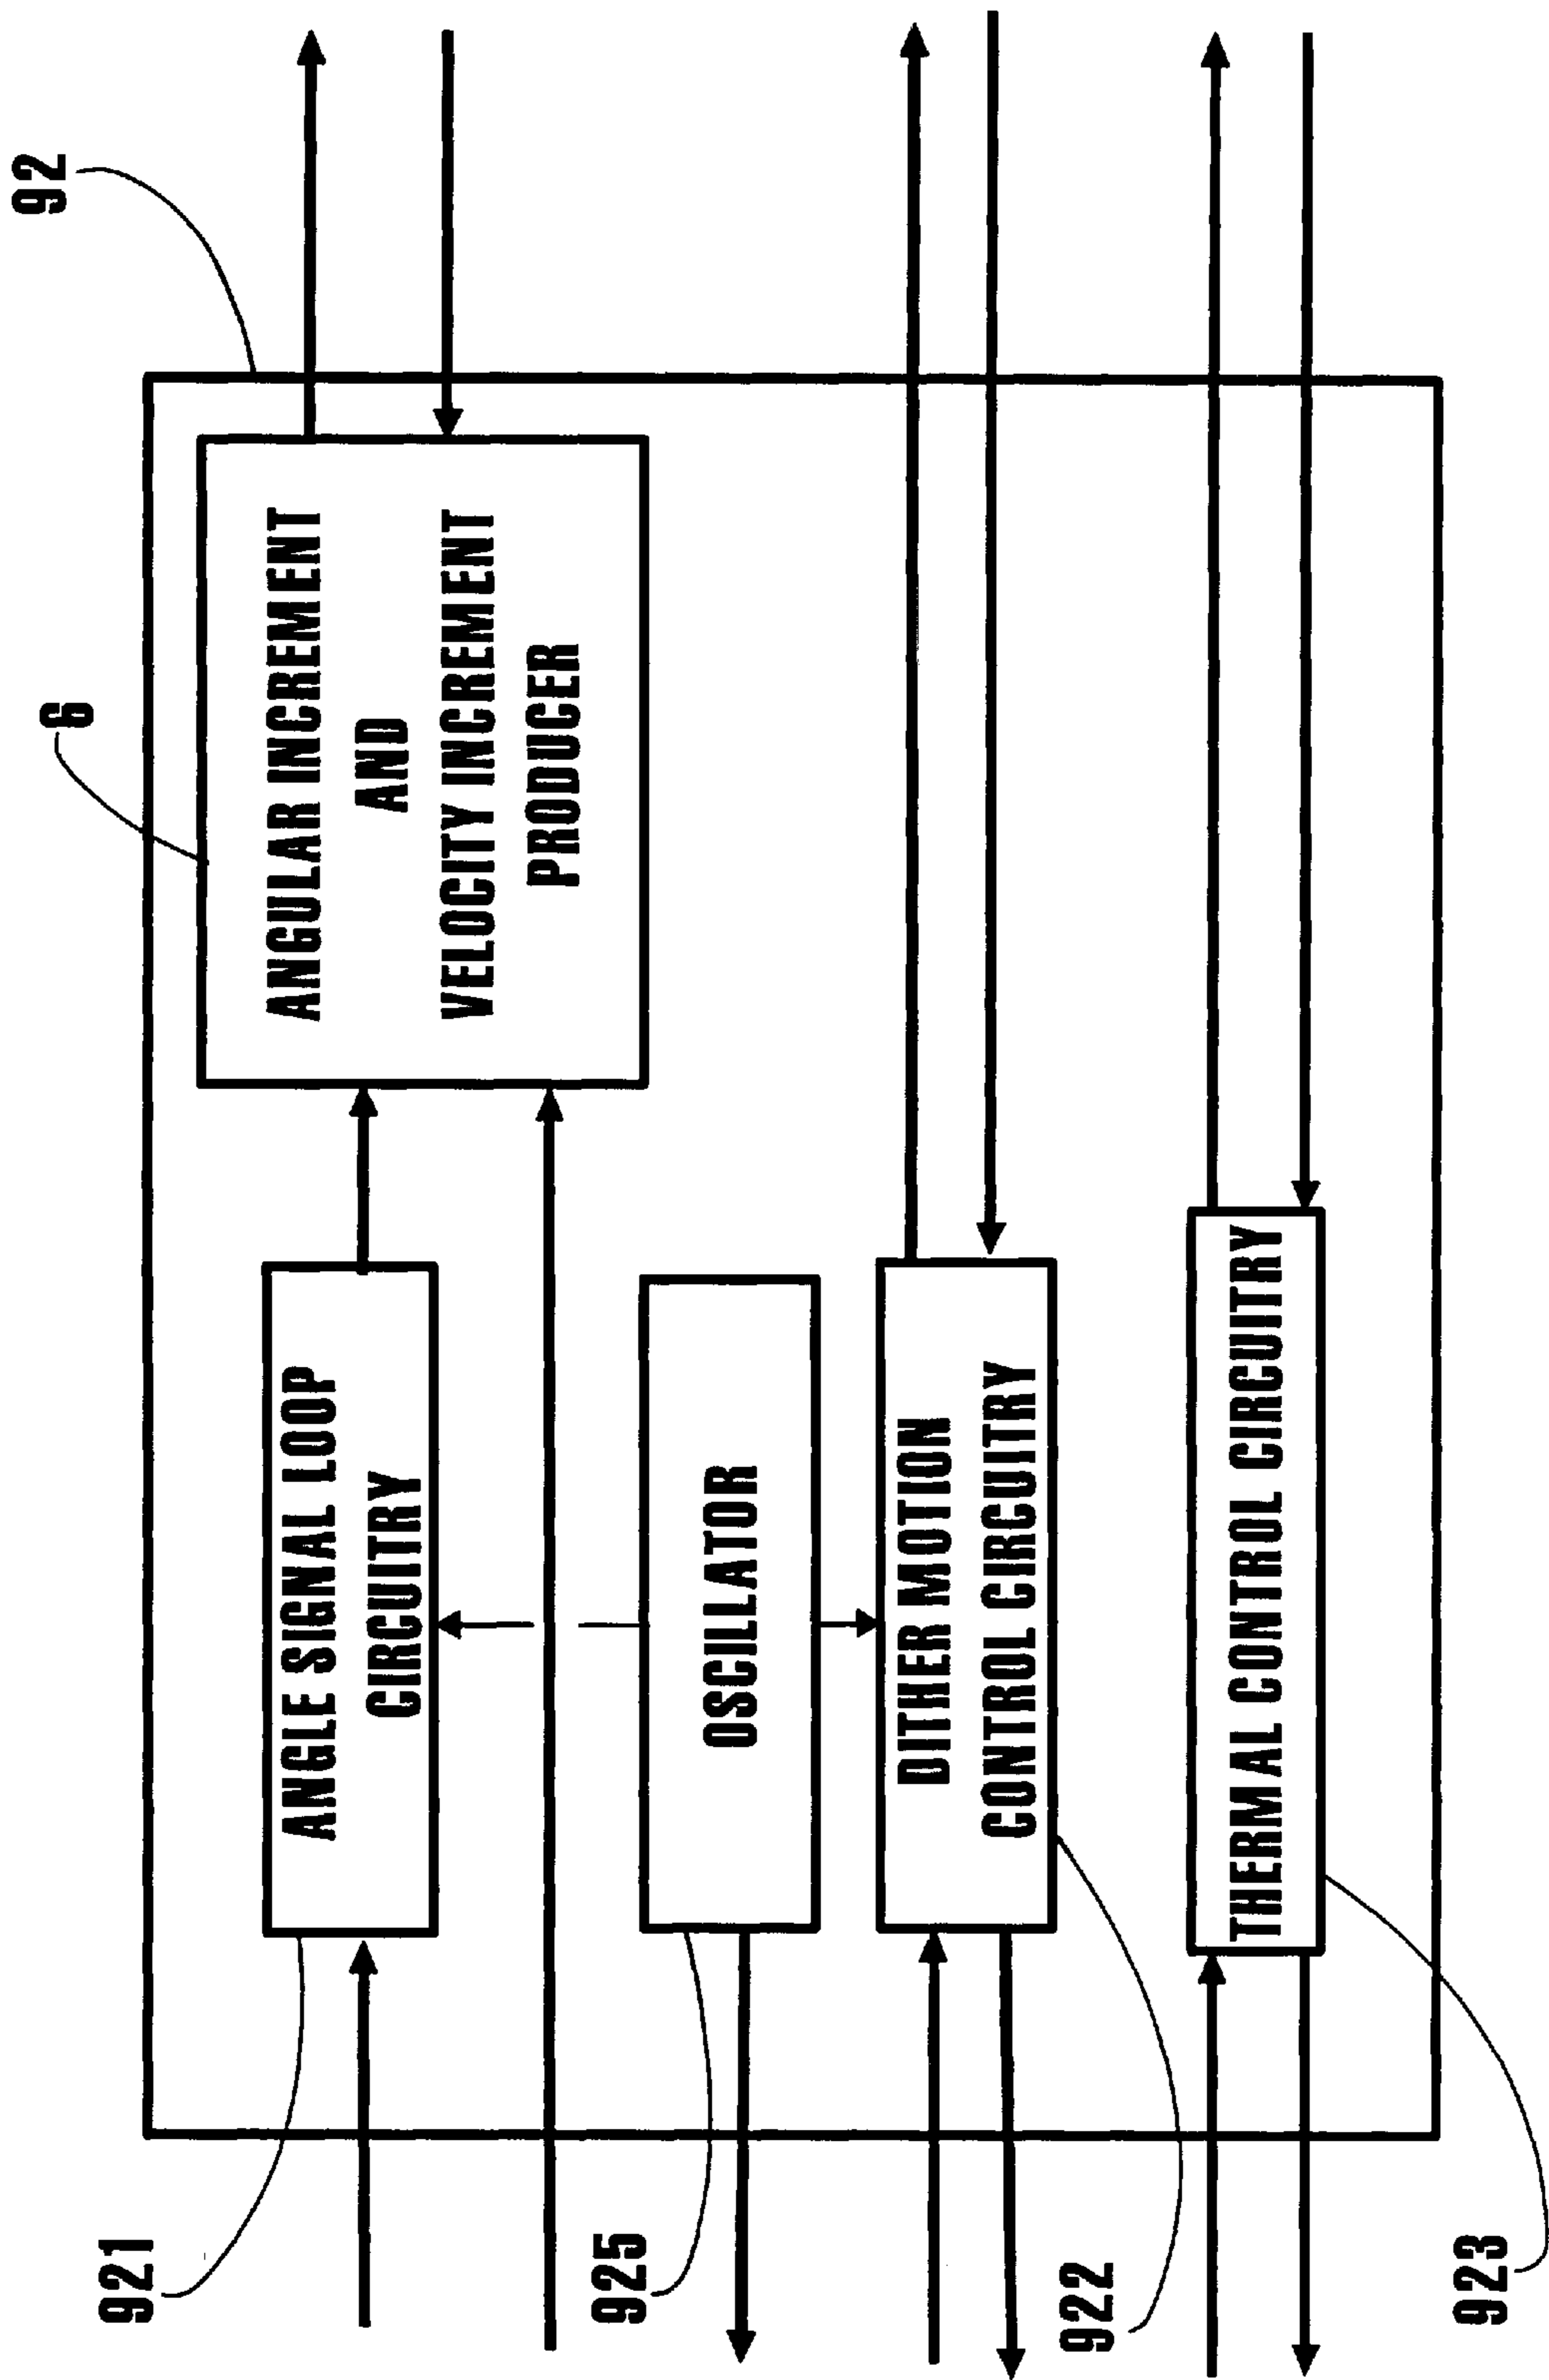 92
6
ANGULAR INCREMENT
AND
VELOCITY INCREMENT
PRODUCER
921
ANGLE SIGNAL LOOP
CIRCUITRY
925
OSCILLATOR
922
DITHER MOTION
CONTROL CIRCUITRY
923
THERMAL CONTROL CIRCUITRY